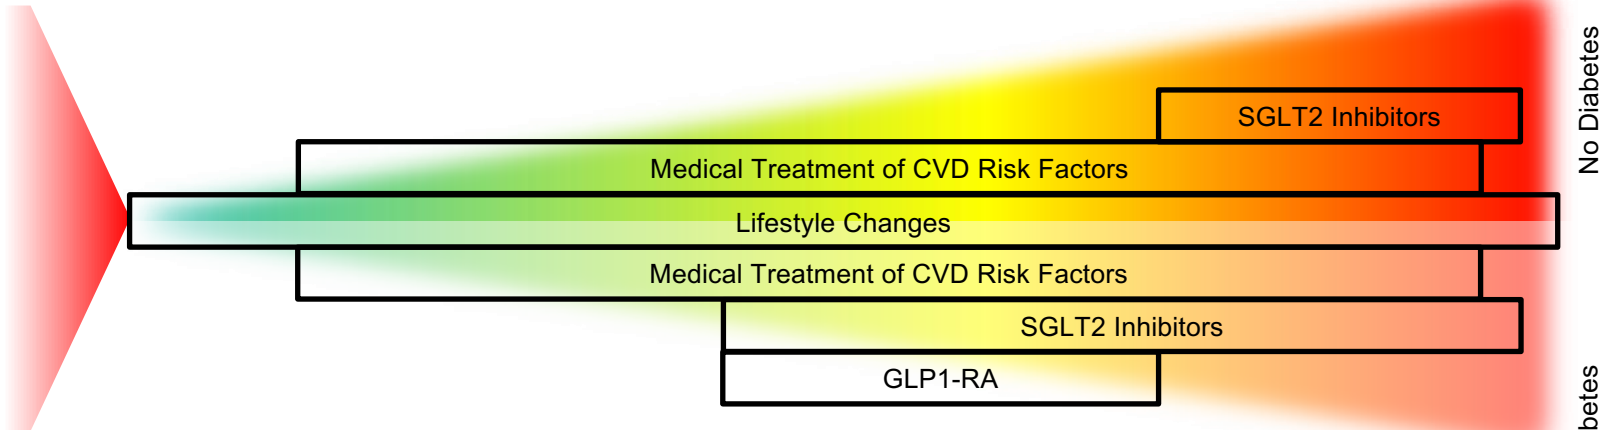 No Diabetes
SGLT2 Inhibitors
Medical Treatment of CVD Risk Factors
Lifestyle Changes
Medical Treatment of CVD Risk Factors
SGLT2 Inhibitors
GLP1-RA
betes